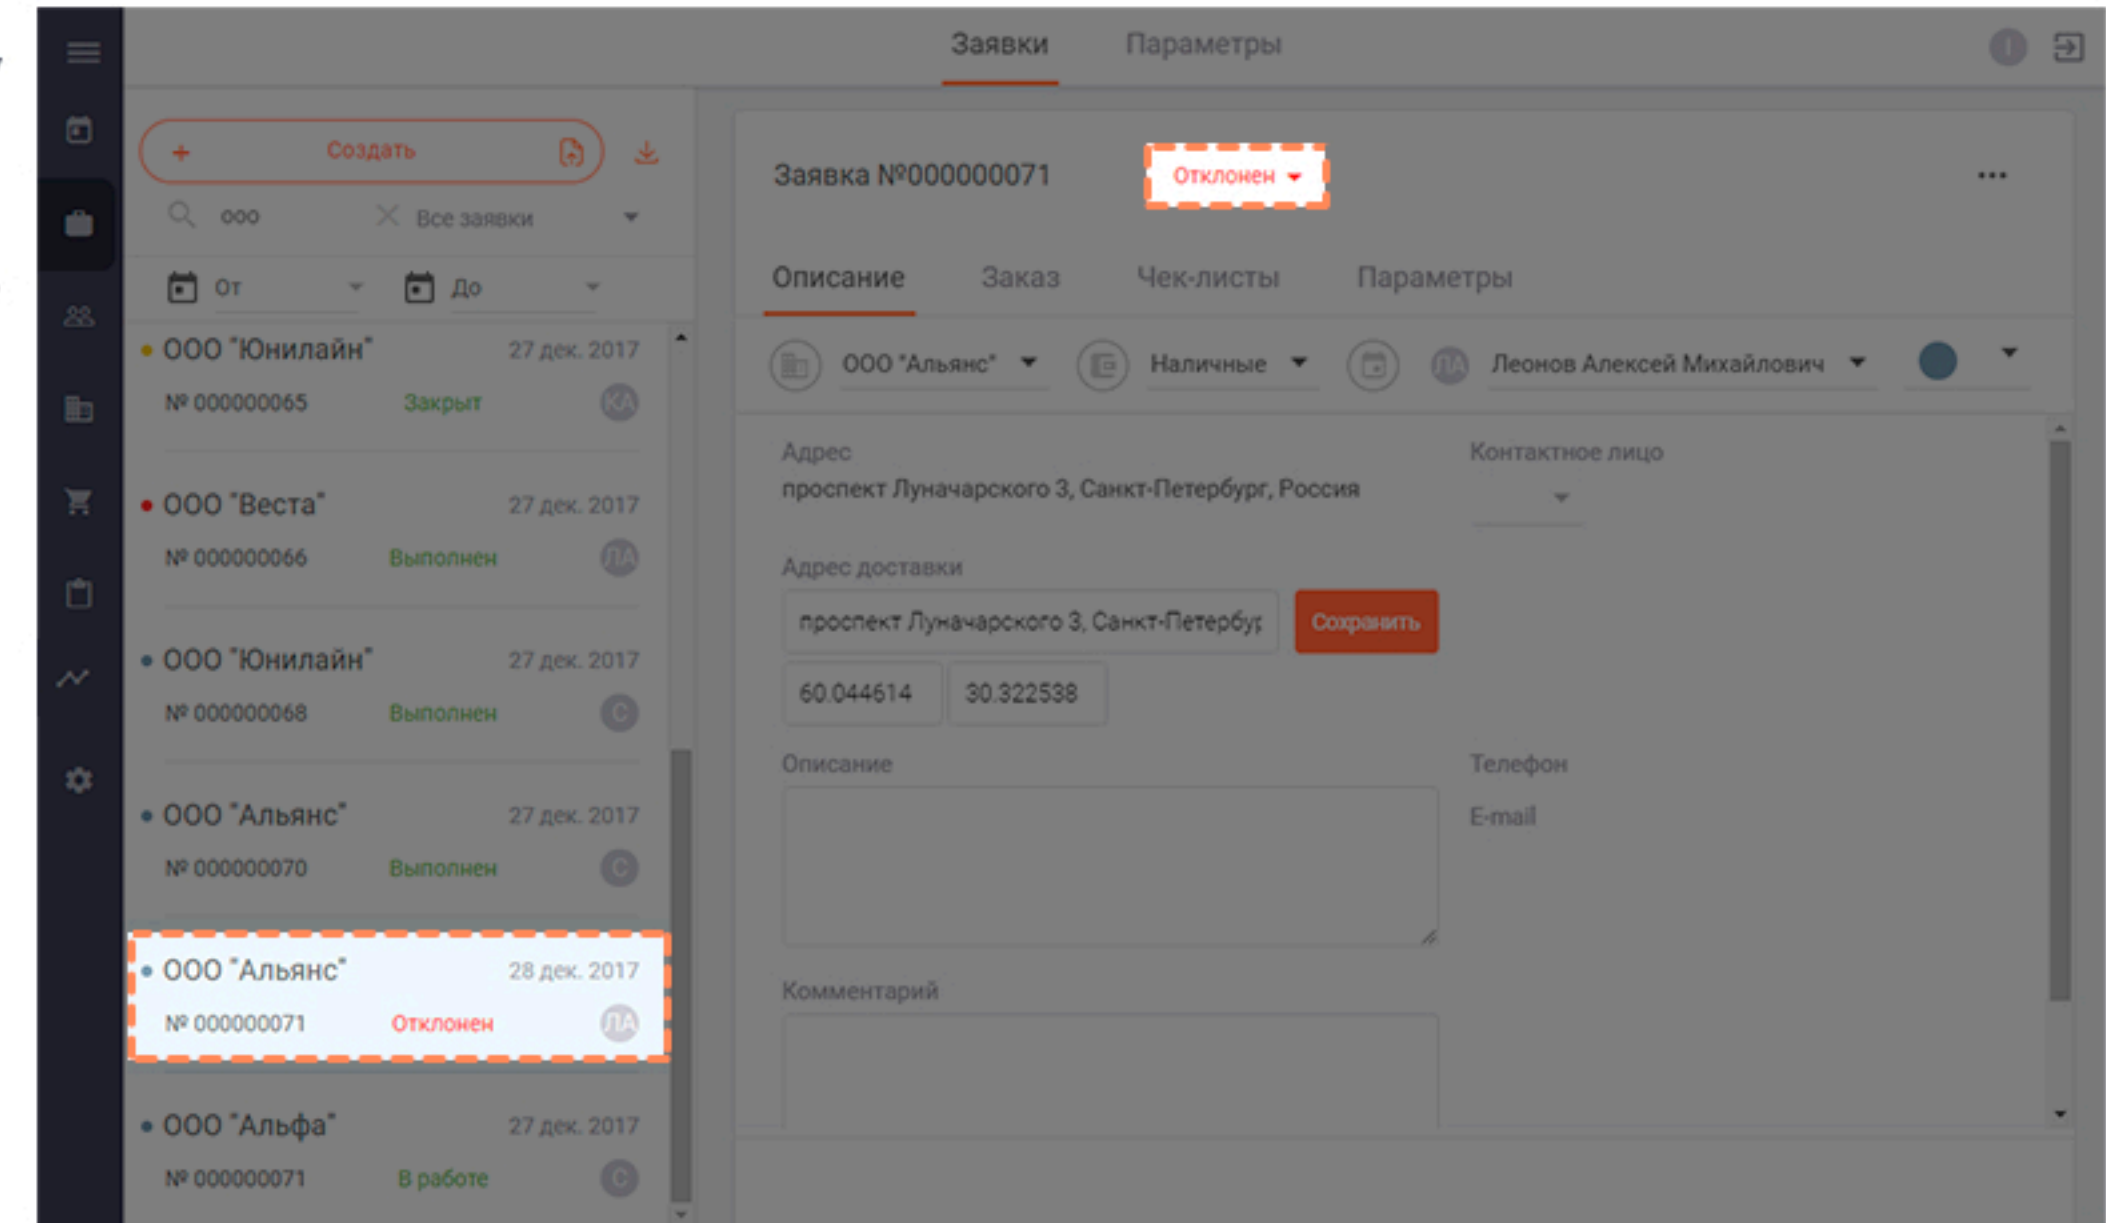 Заявки Параметры
I
+ Создать
ооо Все заявки
От До
ООО "Юнилайн" 27 дек. 2017
№ 000000065 Закрыт КА
ООО "Веста" 27 дек. 2017
№ 000000066 Выполнен ЛА
ООО "Юнилайн" 27 дек. 2017
№ 000000068 Выполнен С
ООО "Альянс" 27 дек. 2017
№ 000000070 Выполнен С
ООО "Альянс" 28 дек. 2017
№ 000000071 Отклонен ЛА
ООО "Альфа" 27 дек. 2017
№ 000000071 В работе С
Заявка №000000071 Отклонен
Описание Заказ Чек-листы Параметры
ООО "Альянс" Наличные ЛА Леонов Алексей Михайлович
Адрес
проспект Луначарского 3, Санкт-Петербург, Россия
Контактное лицо
Адрес доставки
проспект Луначарского 3, Санкт-Петербур Сохранить
60.044614 30.322538
Описание
Телефон
E-mail
Комментарий